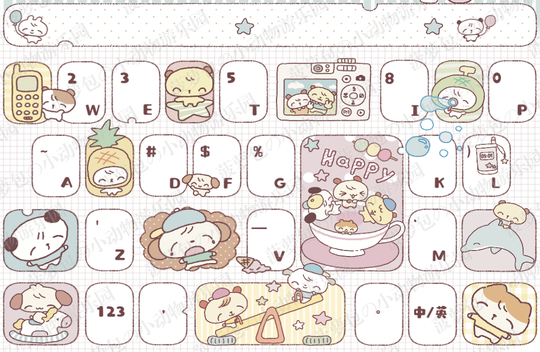 2 3 5 8 0
W E T I P
~ # $ % )
A D F G Happy K L
' —
Z V M
123 , 。 中/英